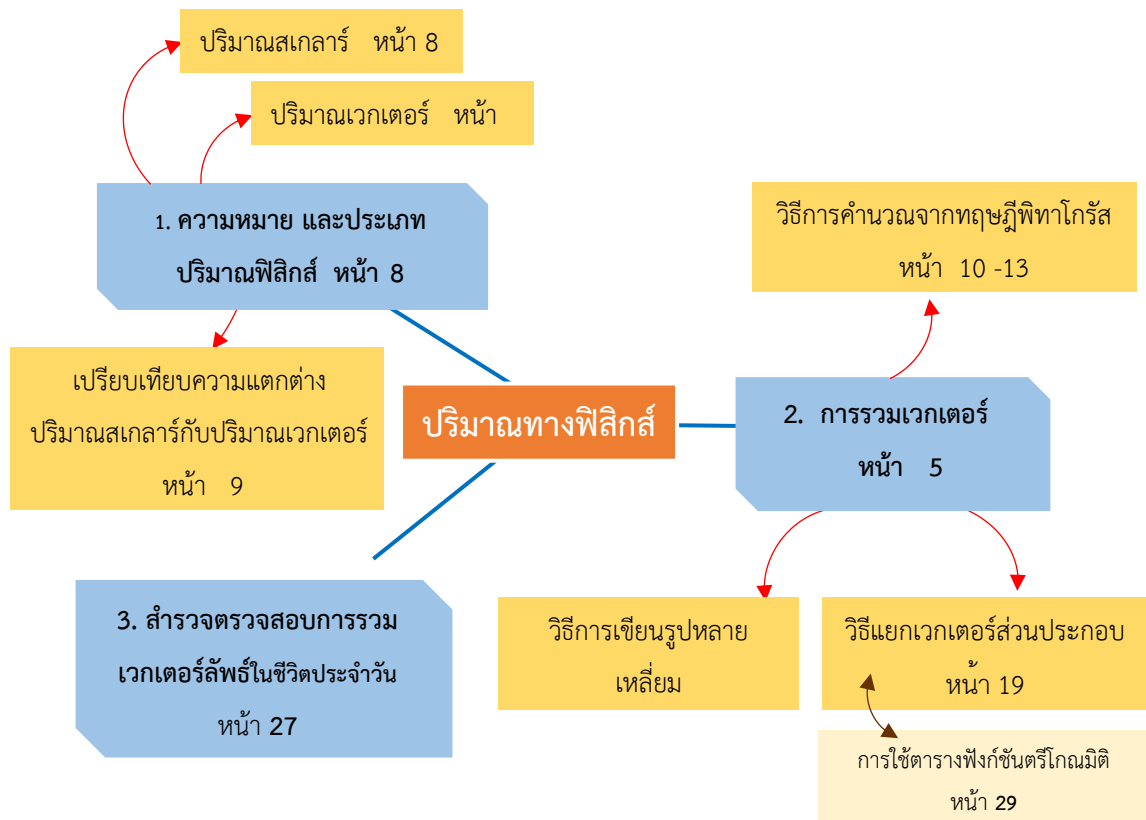 ปริมาณสเกลาร์ หน้า 8
ปริมาณเวกเตอร์ หน้า
1. ความหมาย และประเภท
ปริมาณฟิสิกส์ หน้า 8
เปรียบเทียบความแตกต่าง
ปริมาณสเกลาร์กับปริมาณเวกเตอร์
หน้า 9
ปริมาณทางฟิสิกส์
วิธีการคำนวณจากทฤษฎีพิทาโกรัส
หน้า 10 -13
2. การรวมเวกเตอร์
หน้า 5
วิธีการเขียนรูปหลาย
เหลี่ยม
วิธีแยกเวกเตอร์ส่วนประกอบ
หน้า 19
การใช้ตารางฟังก์ชันตรีโกณมิติ
หน้า 29
3. สำรวจตรวจสอบการรวม
เวกเตอร์ลัพธ์ในชีวิตประจำวัน
หน้า 27